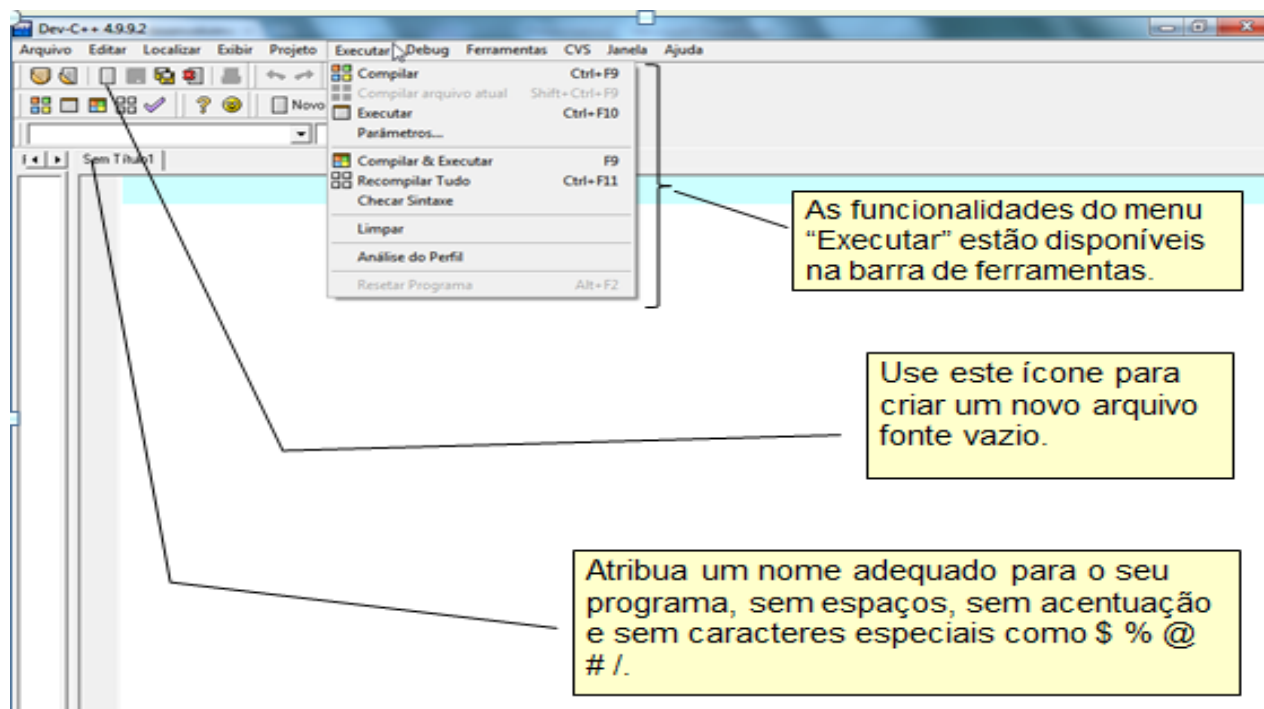 Dev-C++ 4.9.9.2
Arquivo Editar Localizar Exibir Projeto Executar Debug Ferramentas CVS Janela Ajuda
Compilar Ctrl+F9
Compilar arquivo atual Shift+Ctrl+F9
Executar Ctrl+F10
Novo
Parâmetros...
Sem Título1
Compilar & Executar F9
Recompilar Tudo Ctrl+F11
Checar Sintaxe
Limpar
Análise do Perfil
Resetar Programa Alt+F2
As funcionalidades do menu
“Executar” estão disponíveis
na barra de ferramentas.
Use este ícone para
criar um novo arquivo
fonte vazio.
Atribua um nome adequado para o seu
programa, sem espaços, sem acentuação
e sem caracteres especiais como $ % @
# /.